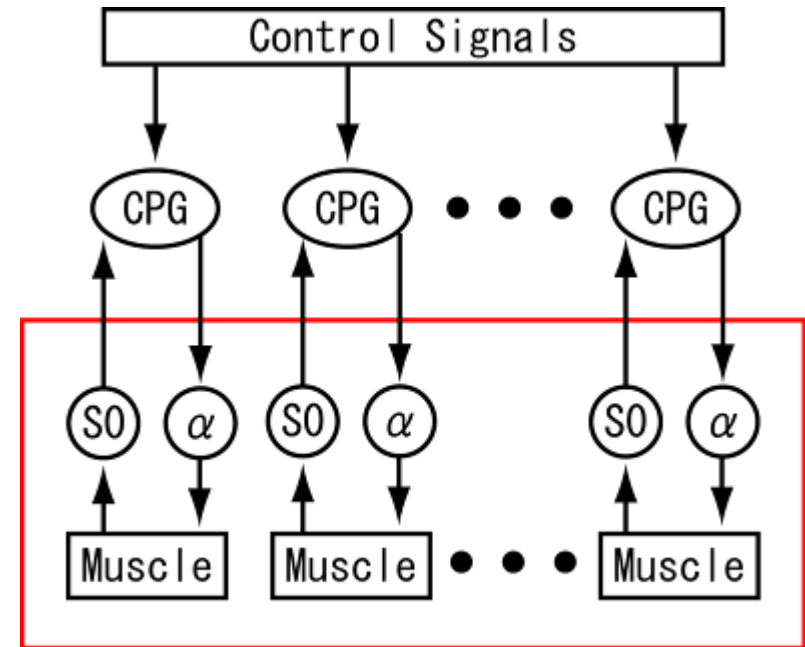 Control Signals
CPG CPG CPG
SO α SO α SO α
Muscle Muscle Muscle